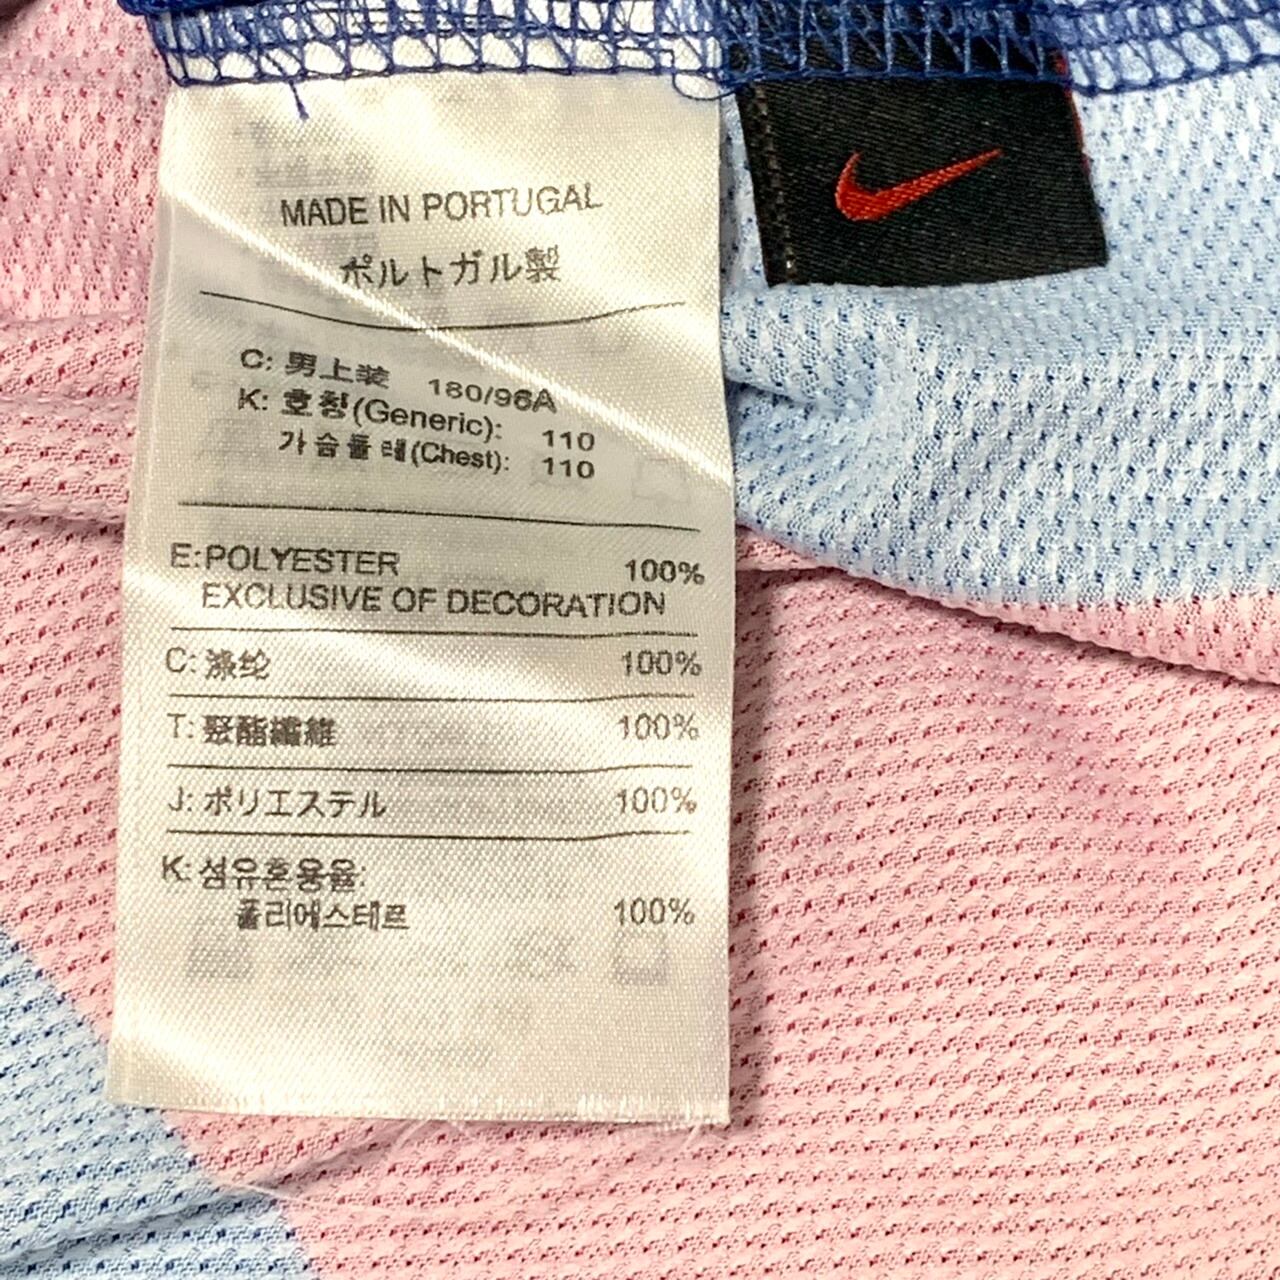 MADE IN PORTUGAL
ポルトガル製
C: 男上装 180/96A
K: 호칭(Generic): 110
가슴둘레(Chest): 110
E: POLYESTER 100%
EXCLUSIVE OF DECORATION
C: 涤纶 100%
T: 聚酯纖維 100%
J: ポリエステル 100%
K: 섬유혼용율:
폴리에스테르 100%